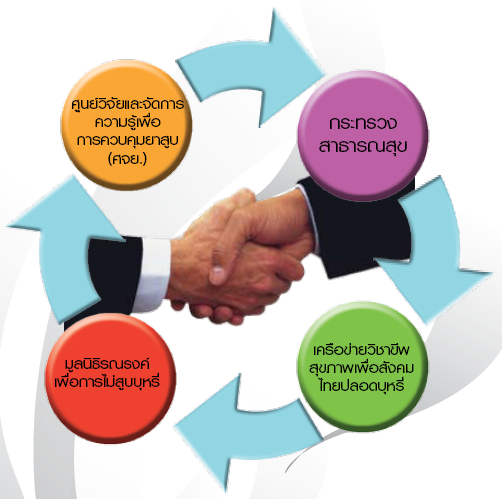 ศูนย์วิจัยและจัดการ
ความรู้เพื่อ
การควบคุมยาสูบ
(ศจย.)
กระทรวง
สาธารณสุข
เครือข่ายวิชาชีพ
สุขภาพเพื่อสังคม
ไทยปลอดบุหรี่
มูลนิธิรณรงค์
เพื่อการไม่สูบบุหรี่